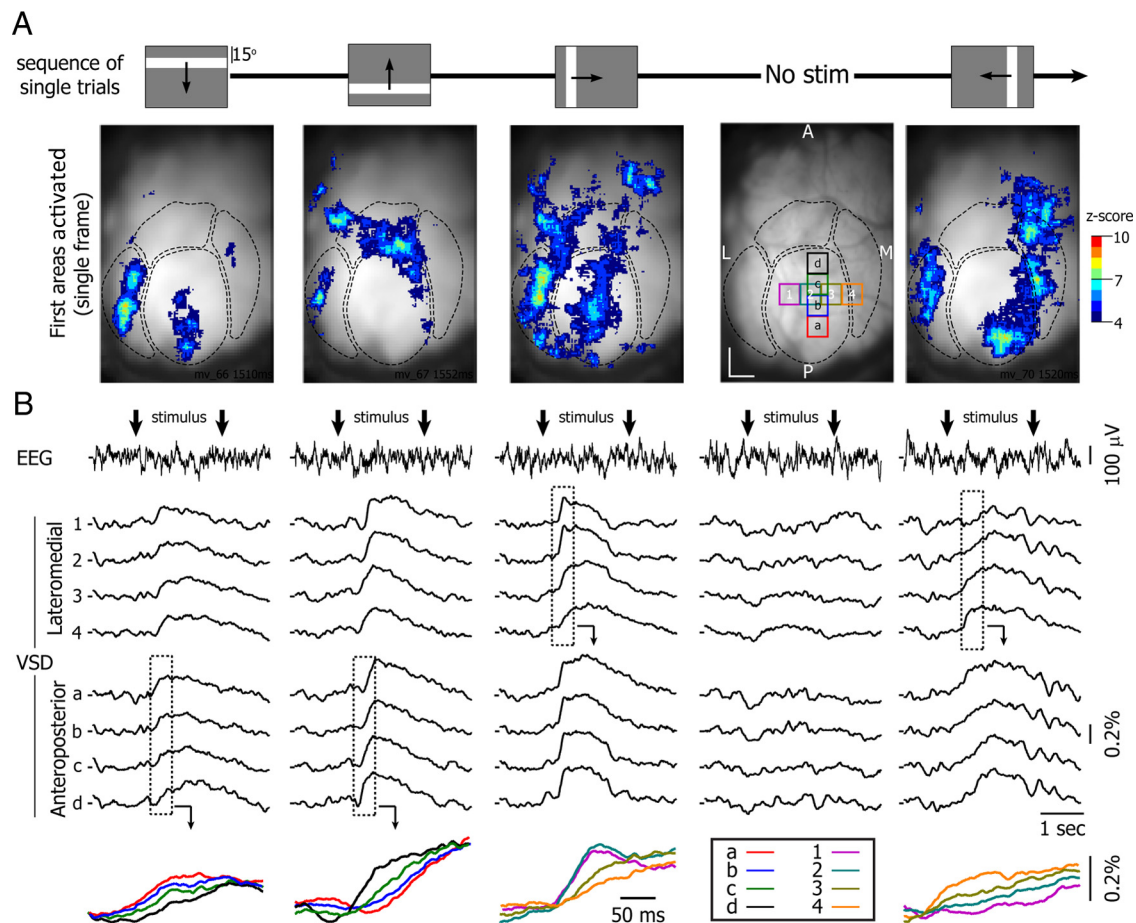 A
sequence of
single trials
15°
No stim
First areas activated
(single frame)
mv_66 1510ms
mv_67 1552ms
A
L
M
P
d
c
1
2
3
4
b
a
mv_70 1520ms
z-score
10
7
4
B
stimulus
stimulus
stimulus
stimulus
stimulus
EEG
100 µV
Lateromedial
1
2
3
4
VSD
Anteroposterior
a
b
c
d
0.2%
1 sec
50 ms
a
b
c
d
1
2
3
4
0.2%